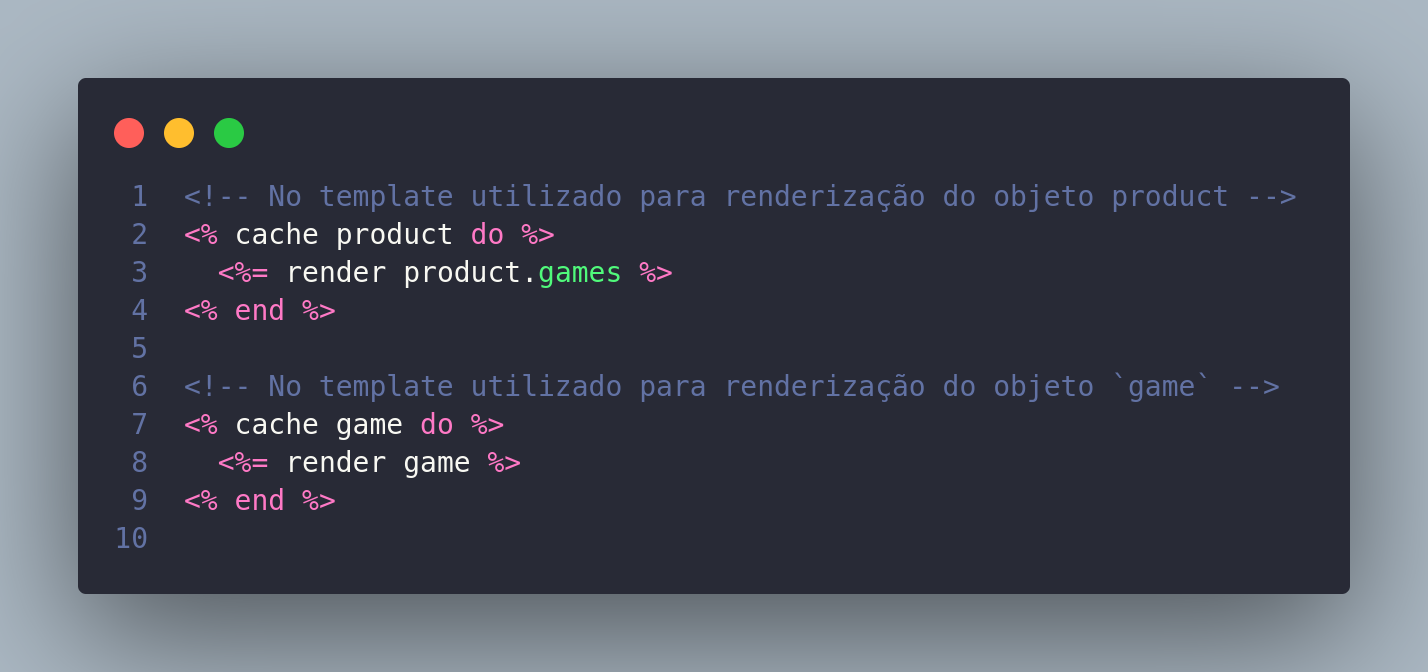 1 <!-- No template utilizado para renderização do objeto product -->
2 <% cache product do %>
3   <%= render product.games %>
4 <% end %>
5
6 <!-- No template utilizado para renderização do objeto `game` -->
7 <% cache game do %>
8   <%= render game %>
9 <% end %>
10